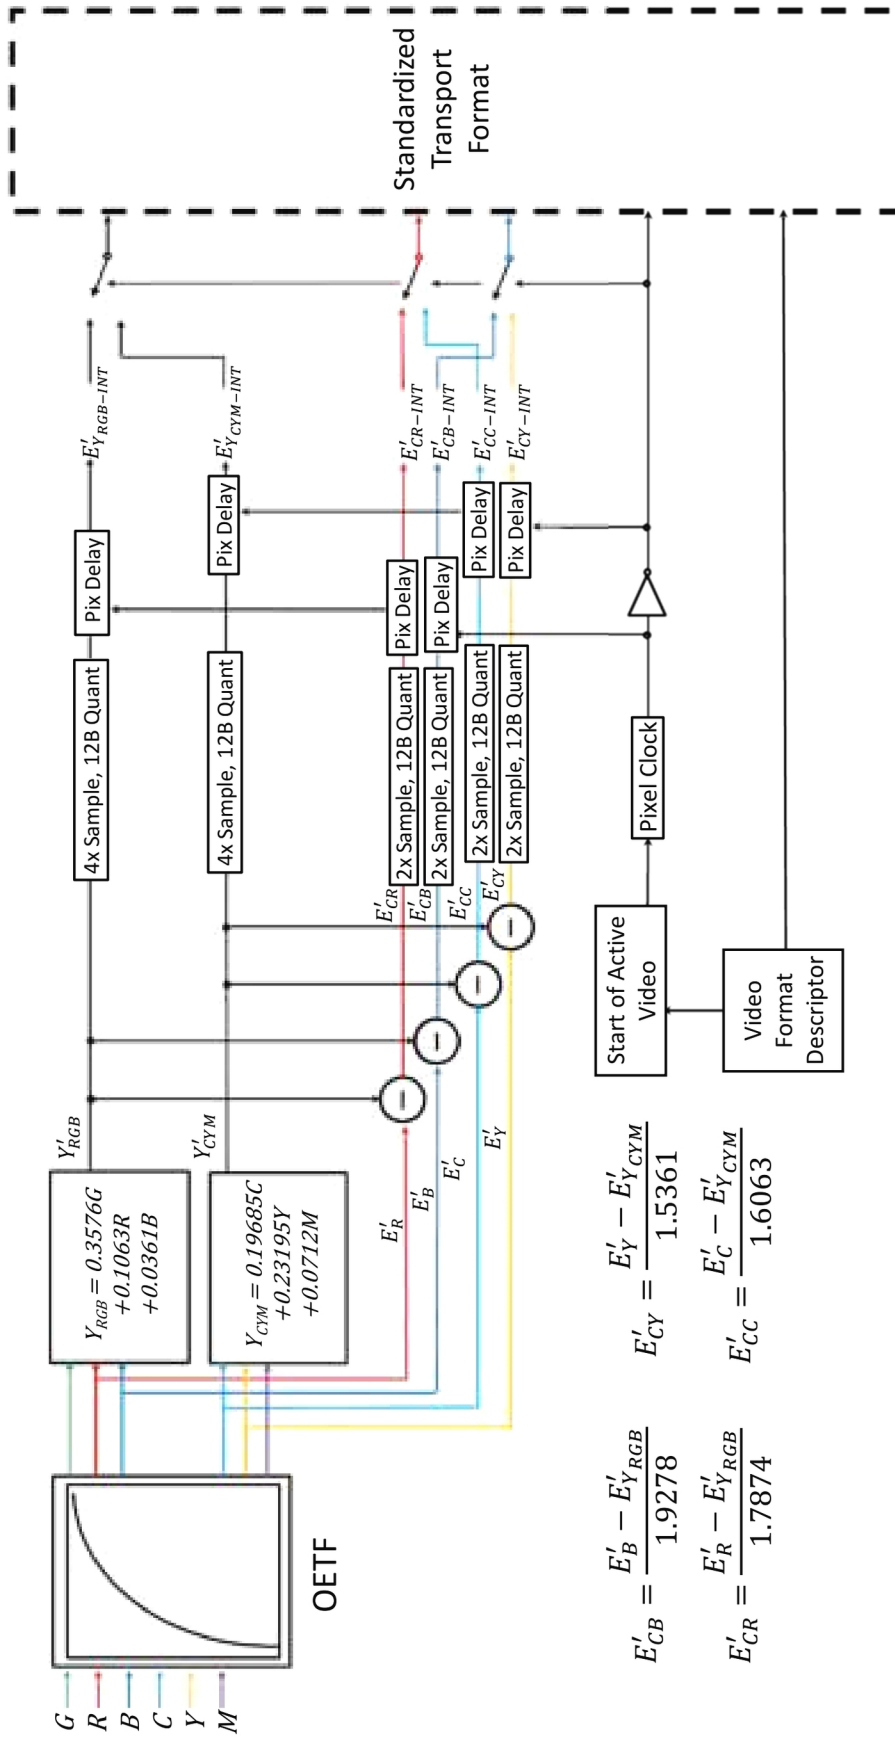 G
R
B
C
Y
M
OETF
Y_RGB = 0.3576G
+0.1063R
+0.0361B
Y_CYM = 0.19685C
+0.23195Y
+0.0712M
Y'_RGB
Y'_CYM
E'_R
E'_B
E'_C
E'_Y
−
−
−
−
E'_CR
E'_CB
E'_CC
E'_CY
4x Sample, 12B Quant
4x Sample, 12B Quant
2x Sample, 12B Quant
2x Sample, 12B Quant
2x Sample, 12B Quant
2x Sample, 12B Quant
Pix Delay
Pix Delay
Pix Delay
Pix Delay
Pix Delay
Pix Delay
E'_Y_RGB−INT
E'_Y_CYM−INT
E'_CR−INT
E'_CB−INT
E'_CC−INT
E'_CY−INT
Standardized
Transport
Format
Start of Active
Video
Pixel Clock
Video
Format
Descriptor
E'_CB = (E'_B − E'_Y_RGB) / 1.9278
E'_CY = (E'_Y − E'_Y_CYM) / 1.5361
E'_CR = (E'_R − E'_Y_RGB) / 1.7874
E'_CC = (E'_C − E'_Y_CYM) / 1.6063